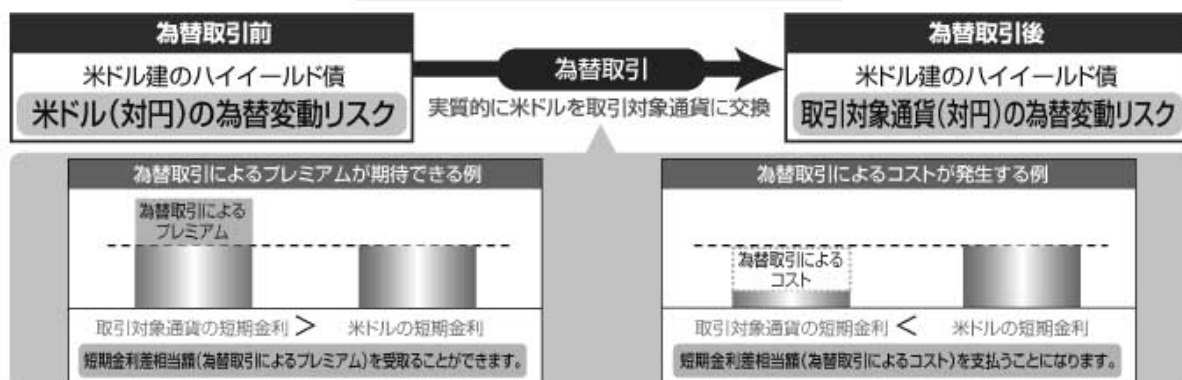 為替取引前
米ドル建のハイイールド債
米ドル(対円)の為替変動リスク
為替取引
実質的に米ドルを取引対象通貨に交換
為替取引後
米ドル建のハイイールド債
取引対象通貨(対円)の為替変動リスク
為替取引によるプレミアムが期待できる例
為替取引による
プレミアム
取引対象通貨の短期金利 > 米ドルの短期金利
短期金利差相当額(為替取引によるプレミアム)を受取ることができます。
為替取引によるコストが発生する例
為替取引による
コスト
取引対象通貨の短期金利 < 米ドルの短期金利
短期金利差相当額(為替取引によるコスト)を支払うことになります。